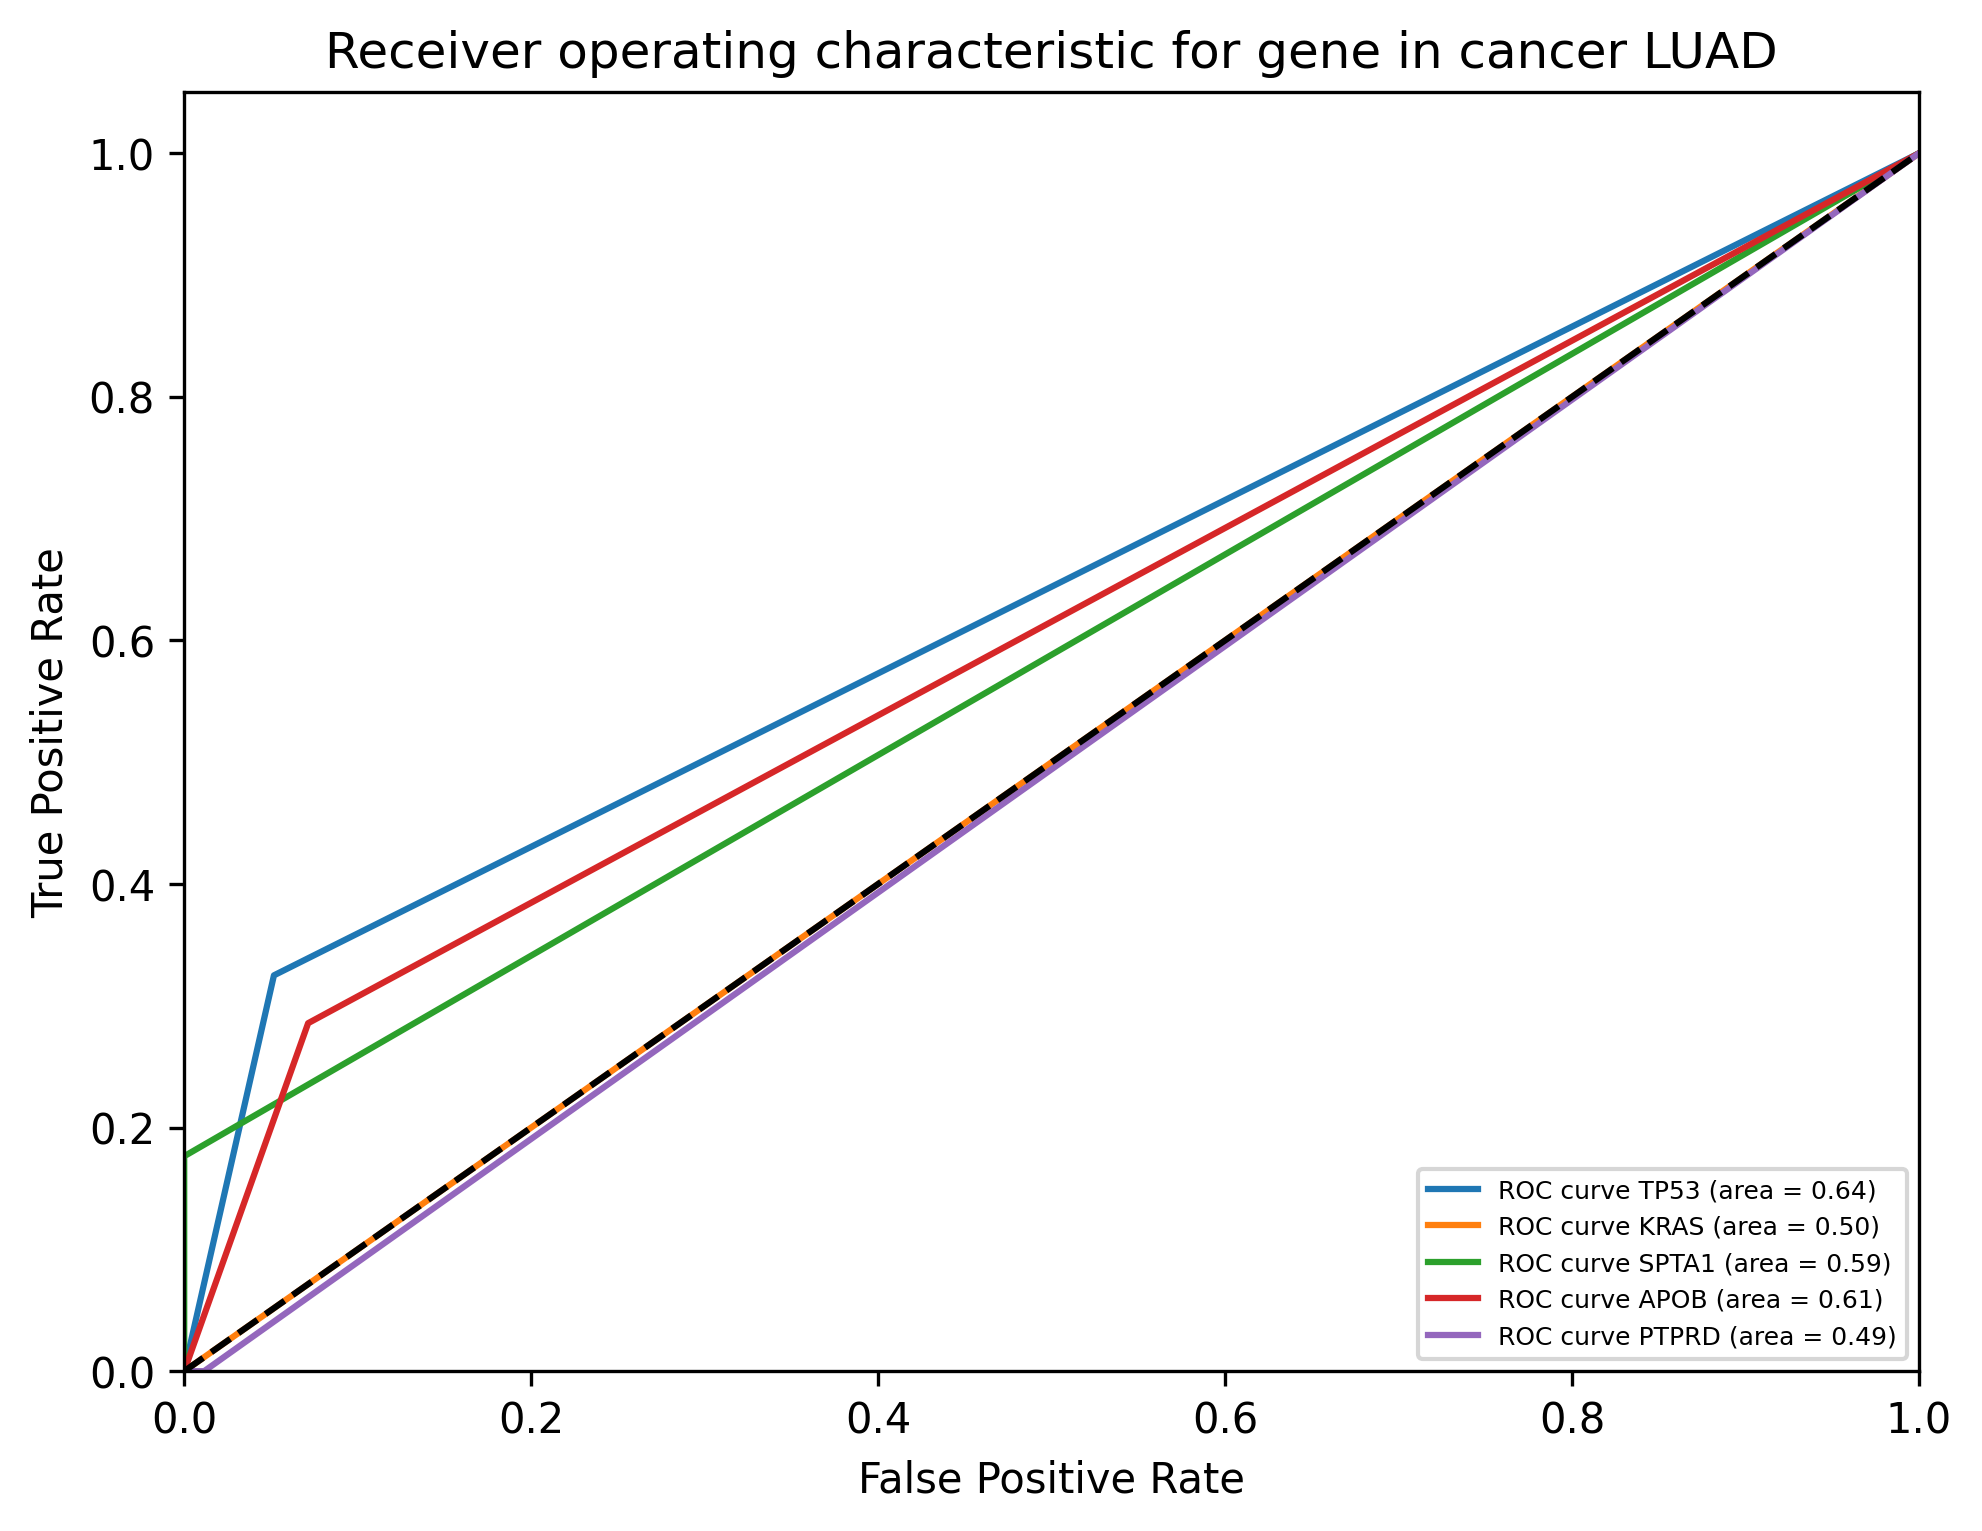 Receiver operating characteristic for gene in cancer LUAD
True Positive Rate
1.0
0.8
0.6
0.4
0.2
0.0
ROC curve TP53 (area = 0.64)
ROC curve KRAS (area = 0.50)
ROC curve SPTA1 (area = 0.59)
ROC curve APOB (area = 0.61)
ROC curve PTPRD (area = 0.49)
0.0 0.2 0.4 0.6 0.8 1.0
False Positive Rate